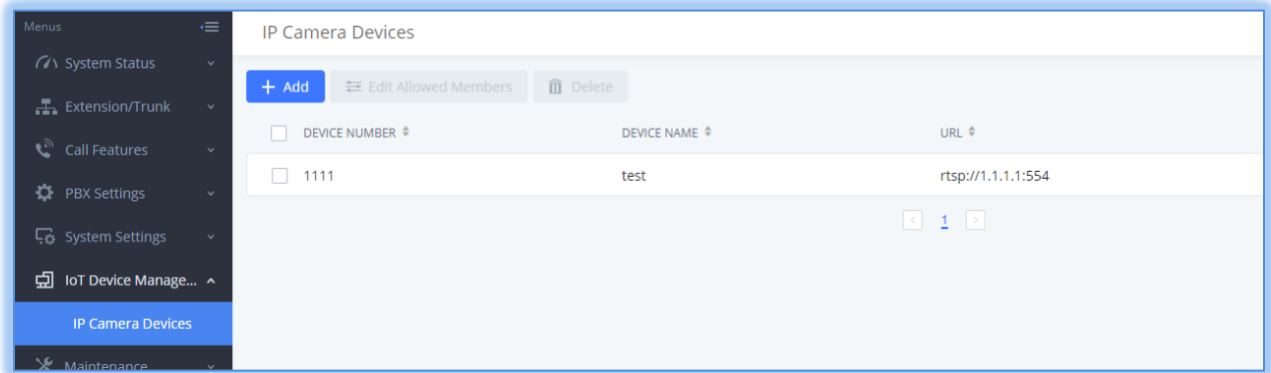 Menus
System Status
Extension/Trunk
Call Features
PBX Settings
System Settings
IoT Device Manage...
IP Camera Devices
Maintenance
IP Camera Devices
+ Add
Edit Allowed Members
Delete
DEVICE NUMBER DEVICE NAME URL
1111 test rtsp://1.1.1.1:554
< 1 >